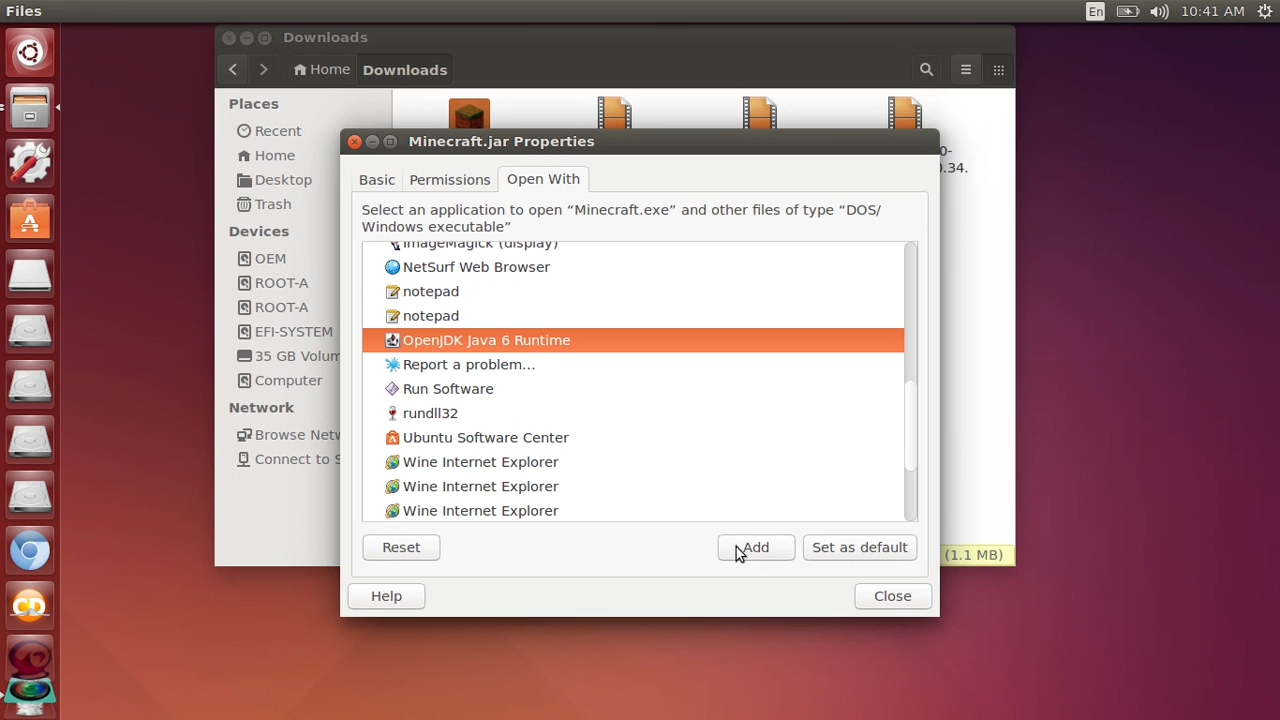 Files
En
10:41 AM
Downloads
Home
Downloads
Places
Recent
Home
Desktop
Trash
Devices
OEM
ROOT-A
ROOT-A
EFI-SYSTEM
35 GB Volum
Computer
Network
Browse Netw
Connect to S
0-
0.34.
(1.1 MB)
Minecraft.jar Properties
Basic
Permissions
Open With
Select an application to open “Minecraft.exe” and other files of type “DOS/
Windows executable”
ImageMagick (display)
NetSurf Web Browser
notepad
notepad
OpenJDK Java 6 Runtime
Report a problem...
Run Software
rundll32
Ubuntu Software Center
Wine Internet Explorer
Wine Internet Explorer
Wine Internet Explorer
Reset
Add
Set as default
Help
Close
CD